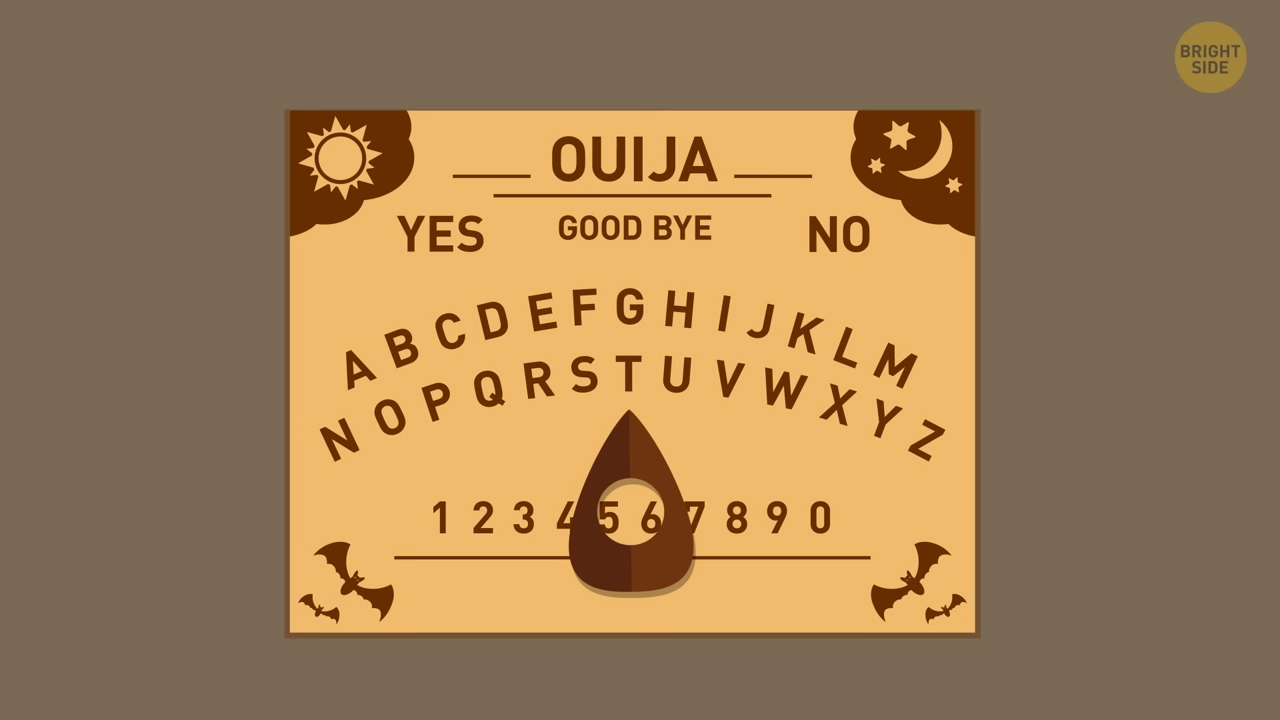 BRIGHT
SIDE
OUIJA
YES GOOD BYE NO
A B C D E F G H I J K L M
N O P Q R S T U V W X Y Z
1 2 3 4 5 6 7 8 9 0